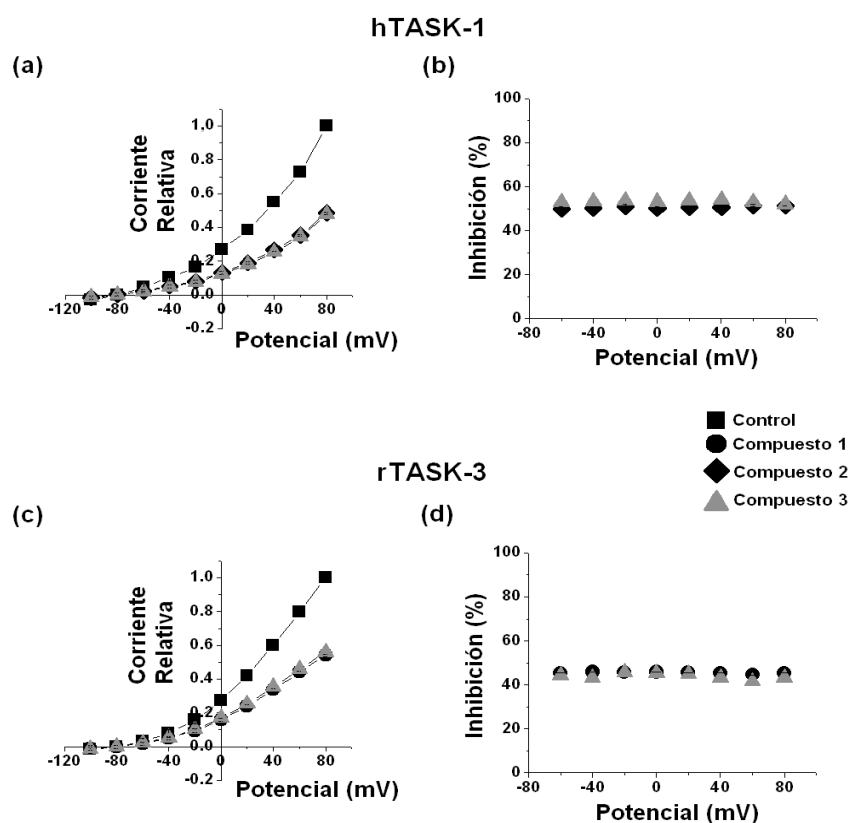 hTASK-1
(a)
(b)
Corriente
Relativa
1,0
0.8
0.6
0.4
0.2
0.0
-0.2
-120
-80
-40
0
40
80
Potencial (mV)
Inhibición (%)
100
80
60
40
20
0
-80
-40
0
40
80
Potencial (mV)
Control
Compuesto 1
Compuesto 2
Compuesto 3
rTASK-3
(c)
(d)
Corriente
Relativa
1.0
0.8
0.6
0.4
0.2
0.0
-0.2
-120
-80
-40
0
40
80
Potencial (mV)
Inhibición (%)
100
80
60
40
20
0
-80
-40
0
40
80
Potencial (mV)